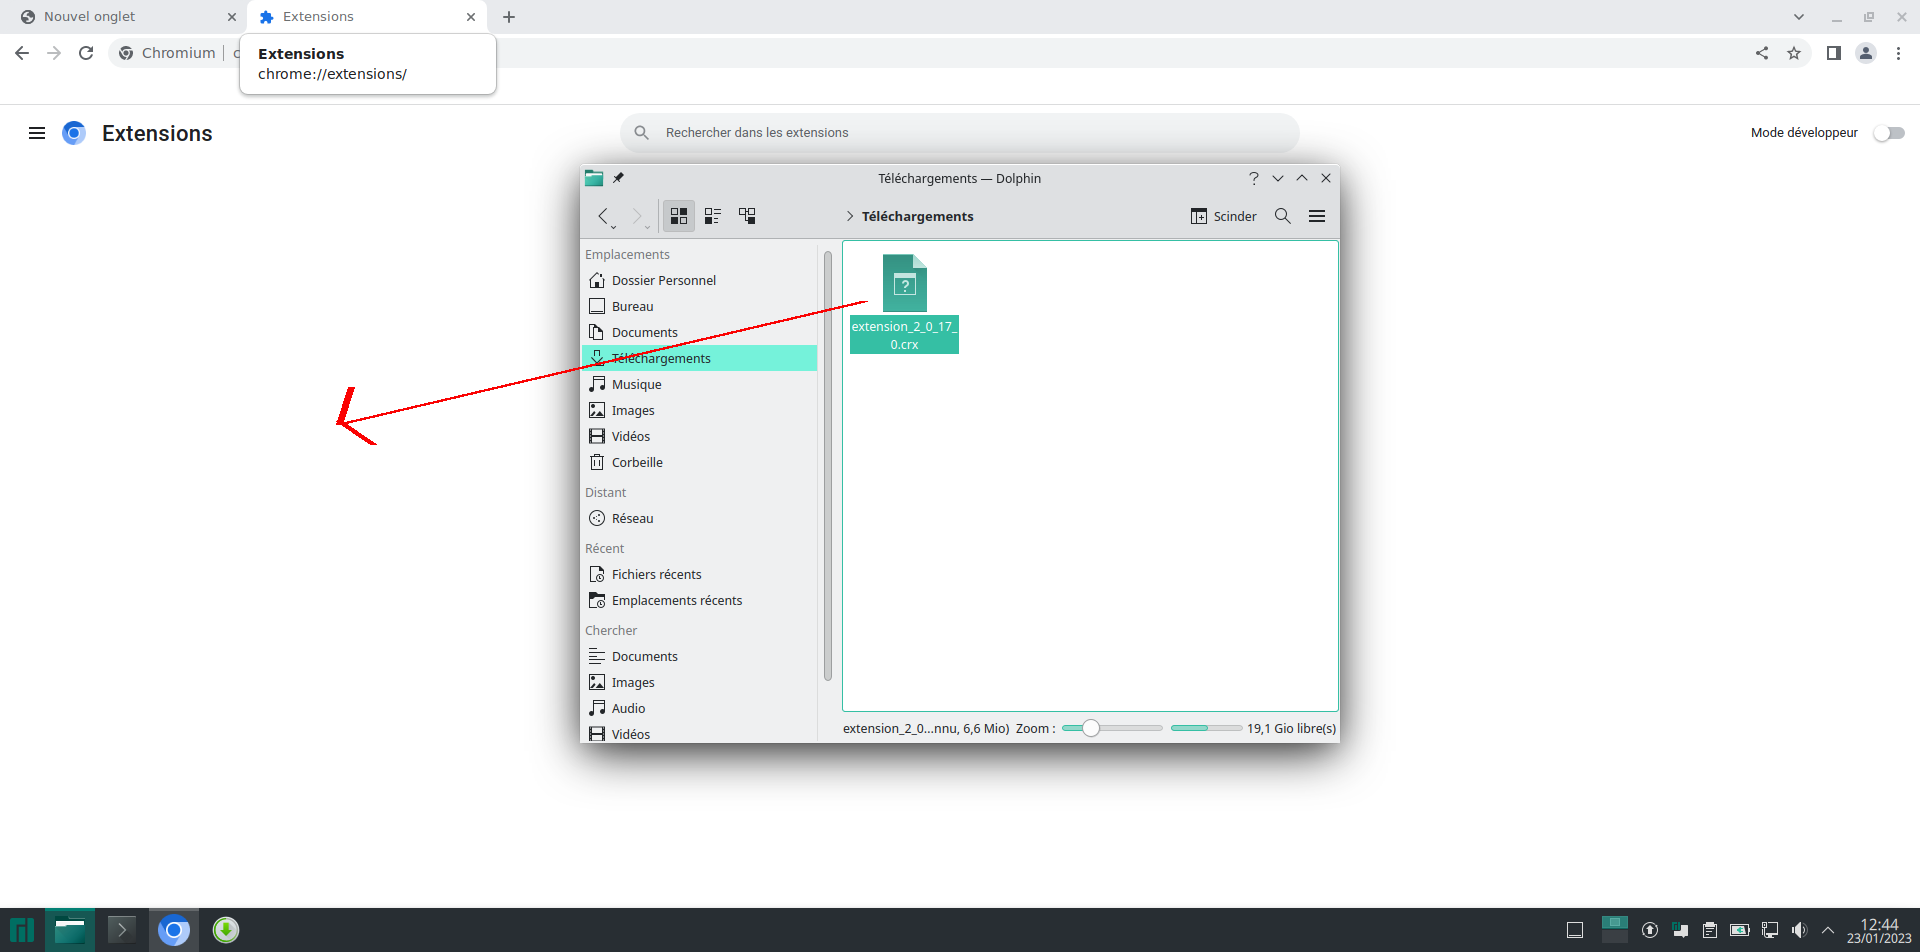 Nouvel onglet
Extensions
Chromium
Extensions
chrome://extensions/
Extensions
Rechercher dans les extensions
Mode développeur
Téléchargements — Dolphin
Téléchargements
Scinder
Emplacements
Dossier Personnel
Bureau
Documents
Téléchargements
Musique
Images
Vidéos
Corbeille
Distant
Réseau
Récent
Fichiers récents
Emplacements récents
Chercher
Documents
Images
Audio
Vidéos
extension_2_0_17_
0.crx
extension_2_0...nnu, 6,6 Mio) Zoom : 19,1 Gio libre(s)
12:44
23/01/2023